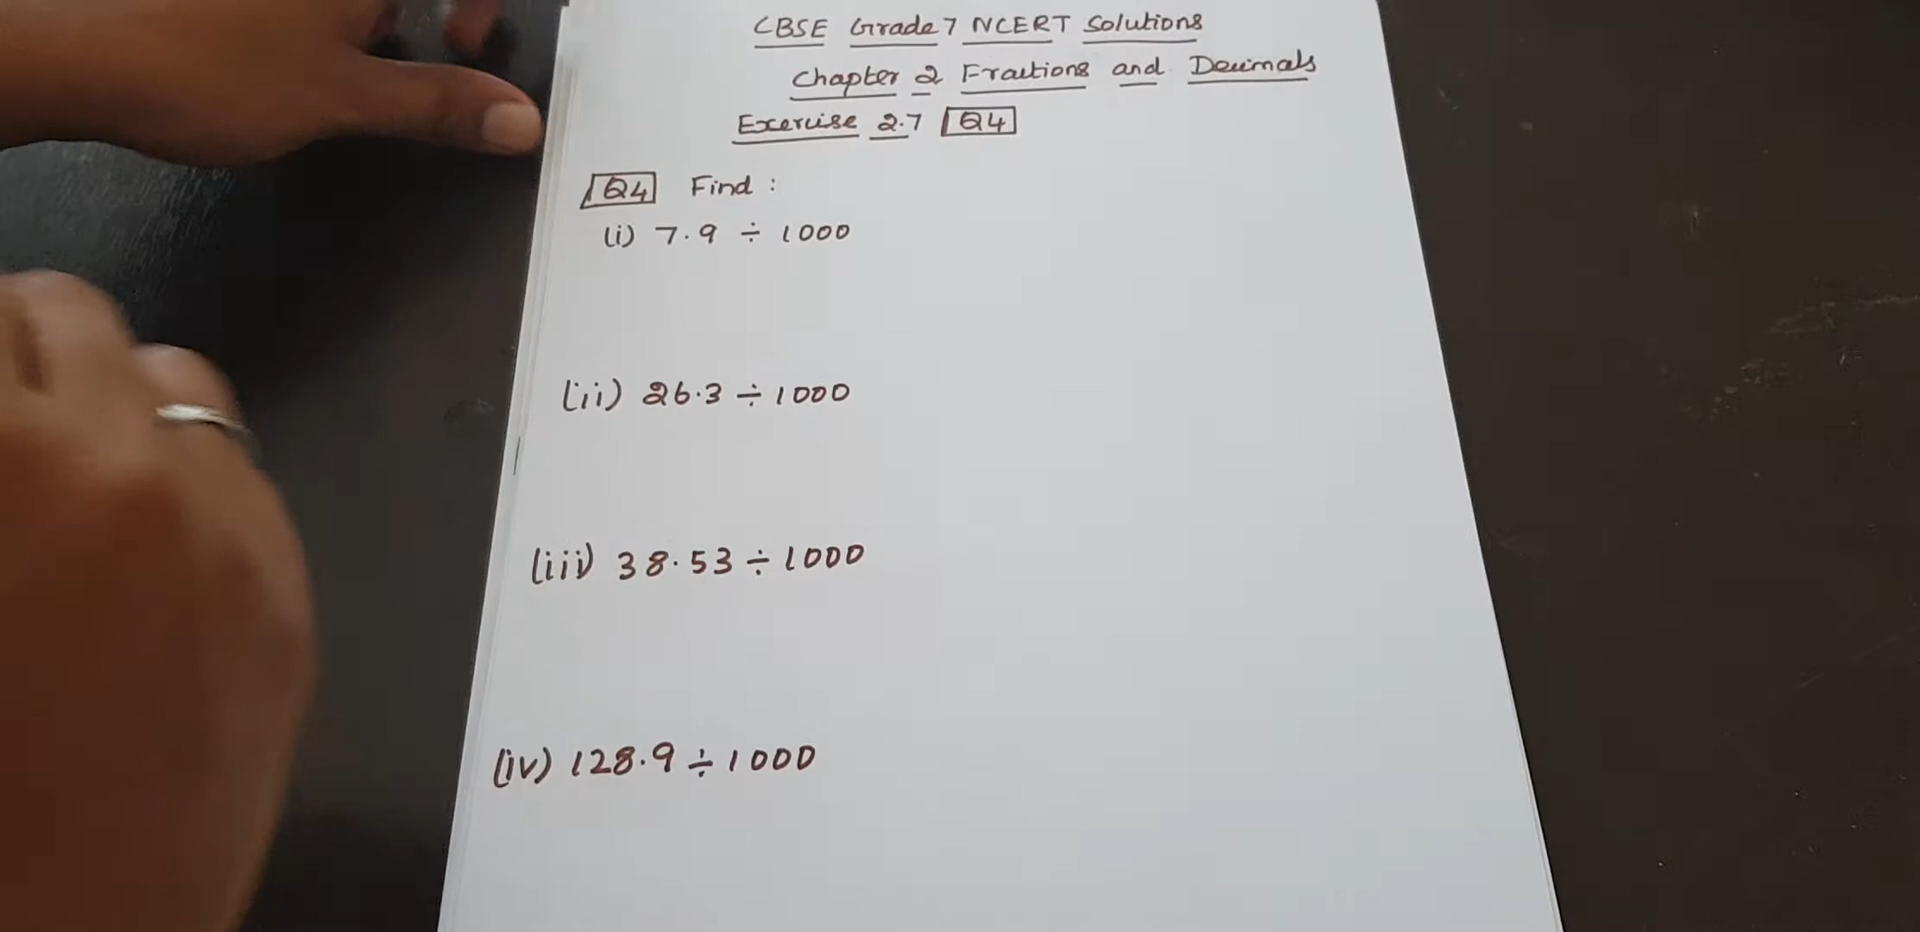 CBSE Grade 7 NCERT Solutions
Chapter 2 Fractions and Decimals
Exercise 2.7 Q4
Q4 Find :
(i) 7.9 ÷ 1000
(ii) 26.3 ÷ 1000
(iii) 38.53 ÷ 1000
(iv) 128.9 ÷ 1000